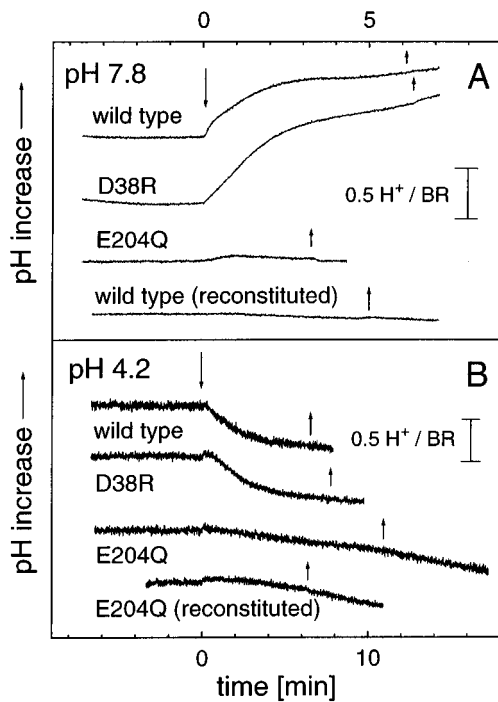 0 5
pH 7.8
A
wild type
D38R
0.5 H⁺ / BR
E204Q
wild type (reconstituted)
pH increase
pH 4.2
B
wild type
0.5 H⁺ / BR
D38R
E204Q
E204Q (reconstituted)
pH increase
0 10
time [min]